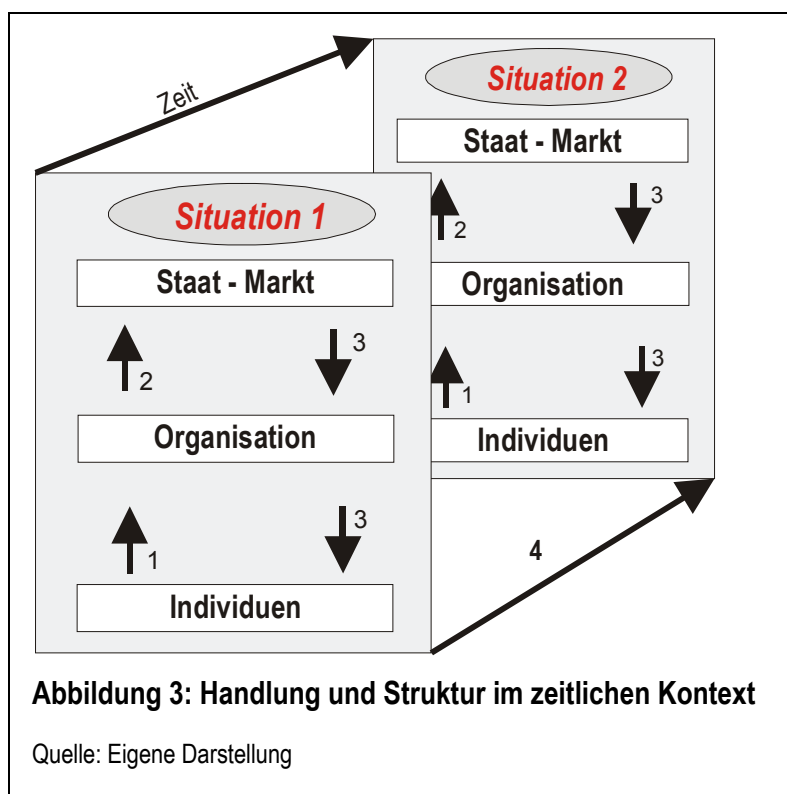 Zeit
Situation 2
Staat - Markt
2
3
Organisation
1
3
Individuen
Situation 1
Staat - Markt
2
3
Organisation
1
3
Individuen
4
Abbildung 3: Handlung und Struktur im zeitlichen Kontext
Quelle: Eigene Darstellung